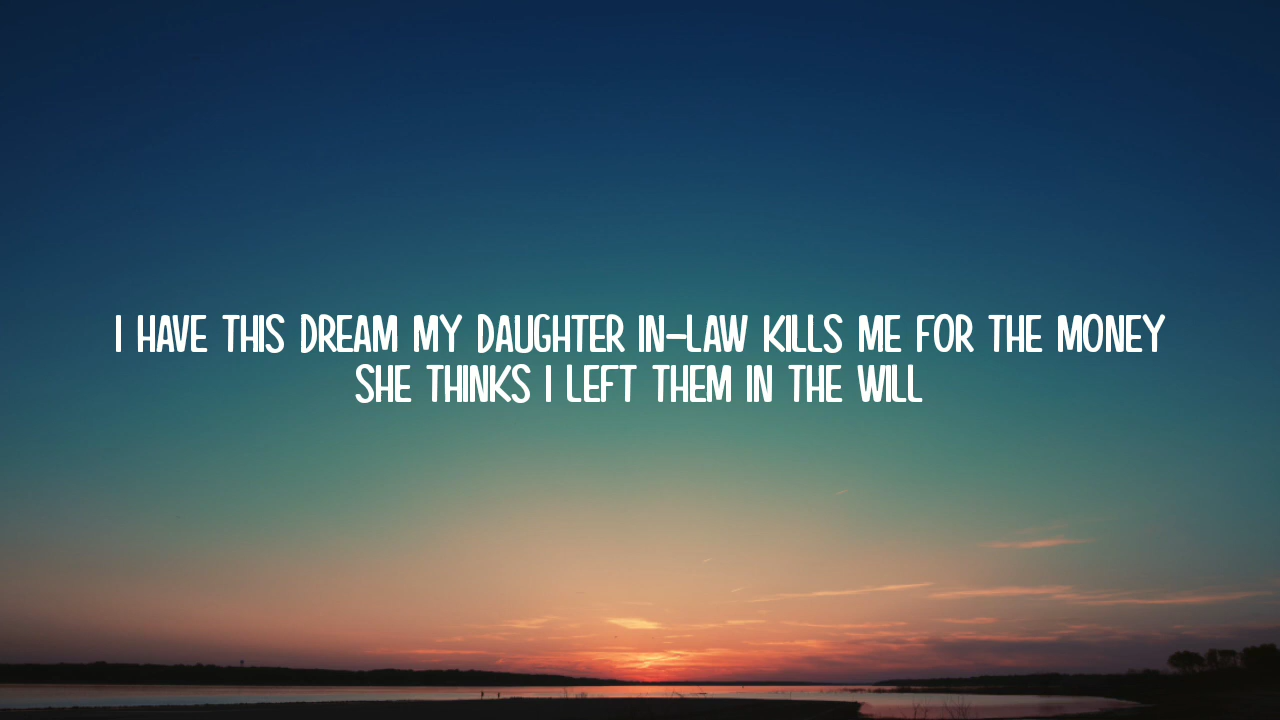 I HAVE THIS DREAM MY DAUGHTER IN-LAW KILLS ME FOR THE MONEY
SHE THINKS I LEFT THEM IN THE WILL